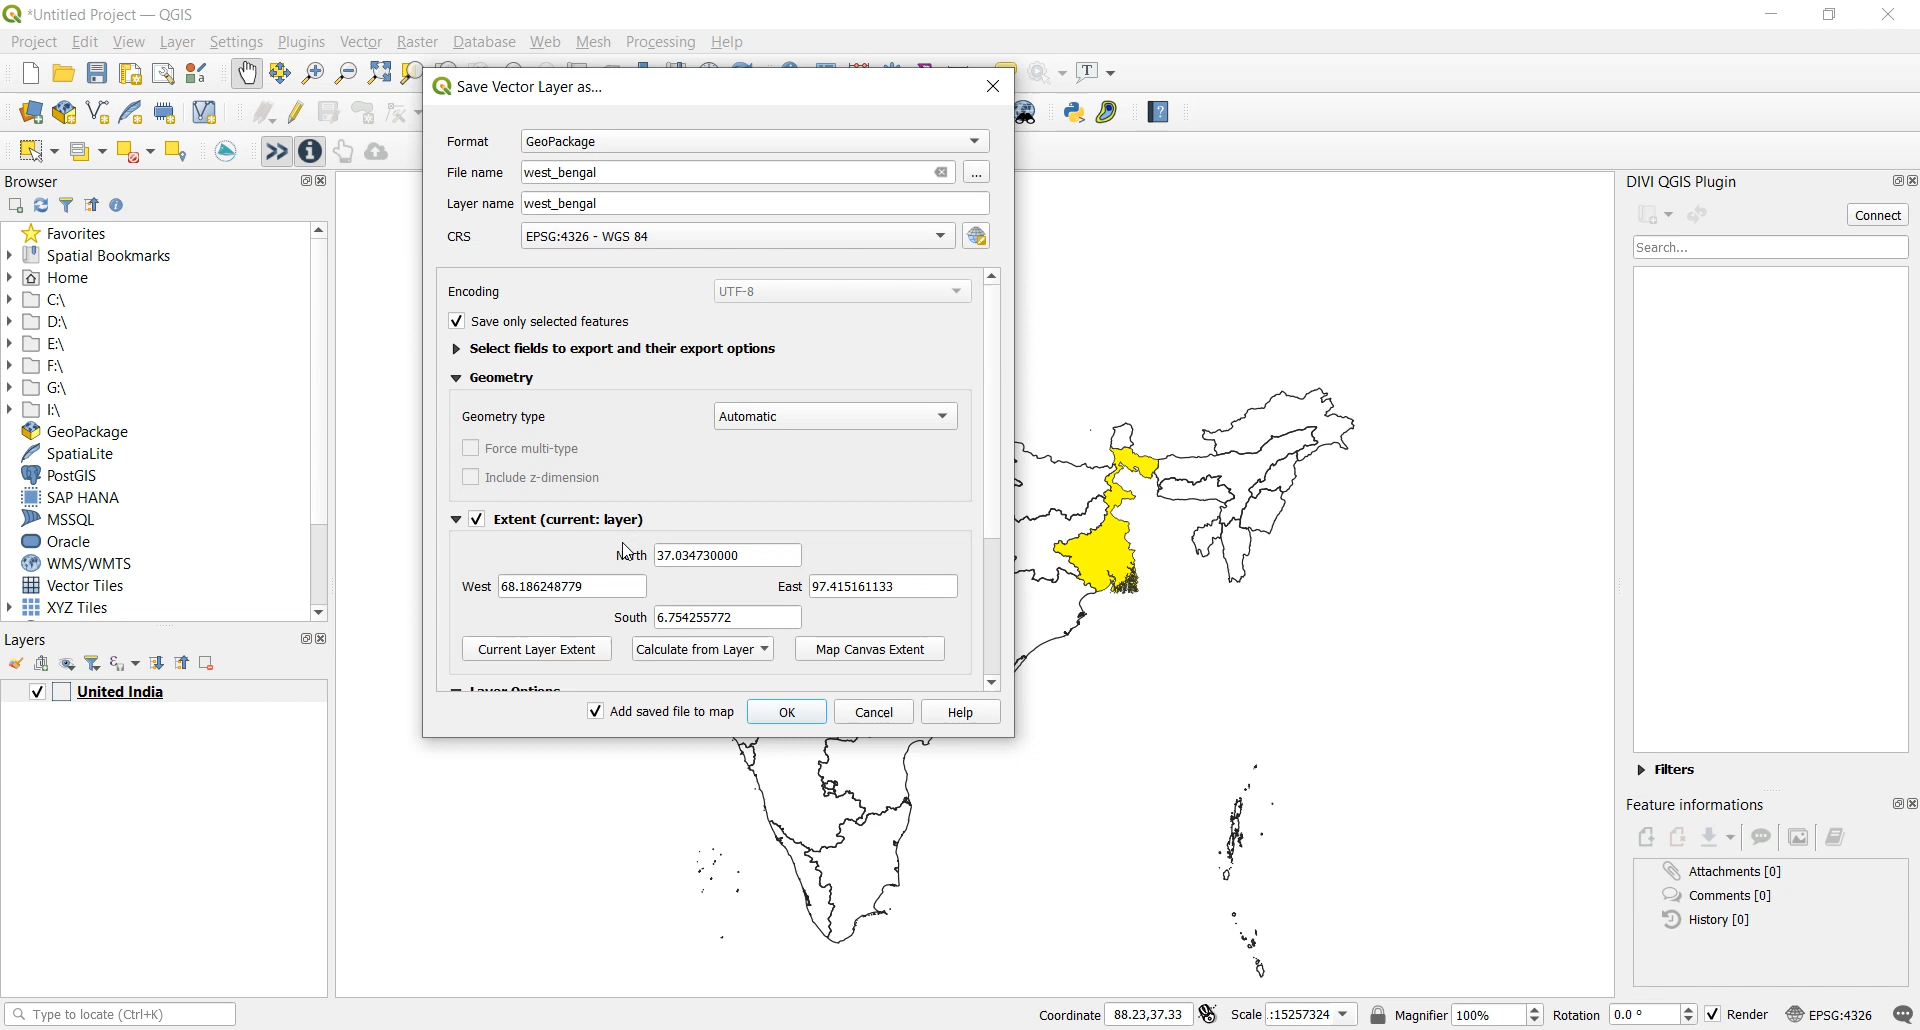 *Untitled Project — QGIS
Project Edit View Layer Settings Plugins Vector Raster Database Web Mesh Processing Help
Save Vector Layer as...
Format GeoPackage
File name west_bengal ...
Layer name west_bengal
CRS EPSG:4326 - WGS 84
Encoding UTF-8
Save only selected features
Select fields to export and their export options
Geometry
Geometry type Automatic
Force multi-type
Include z-dimension
Extent (current: layer)
North 37.034730000
West 68.186248779 East 97.415161133
South 6.754255772
Current Layer Extent Calculate from Layer Map Canvas Extent
Layer Options
Add saved file to map OK Cancel Help
Browser
Favorites
Spatial Bookmarks
Home
C:\
D:\
E:\
F:\
G:\
I:\
GeoPackage
SpatiaLite
PostGIS
SAP HANA
MSSQL
Oracle
WMS/WMTS
Vector Tiles
XYZ Tiles
Layers
United India
DIVI QGIS Plugin
Connect
Search...
Filters
Feature informations
Attachments [0]
Comments [0]
History [0]
Type to locate (Ctrl+K) Coordinate 88.23,37.33 Scale :15257324 Magnifier 100% Rotation 0.0 ° Render EPSG:4326